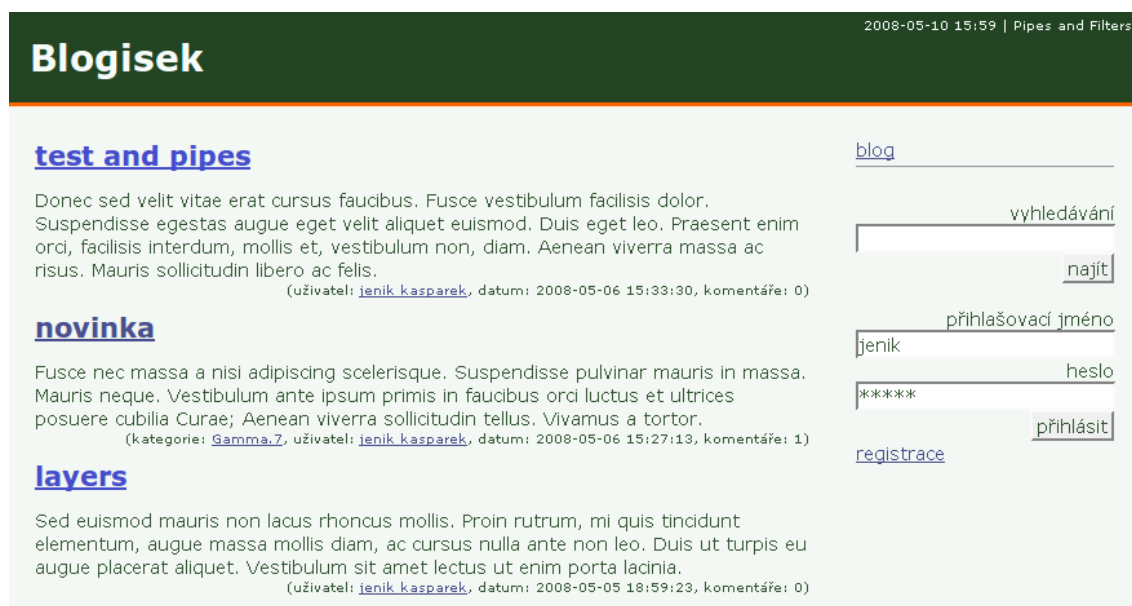 2008-05-10 15:59 | Pipes and Filters
Blogisek
test and pipes
Donec sed velit vitae erat cursus faucibus. Fusce vestibulum facilisis dolor.
Suspendisse egestas augue eget velit aliquet euismod. Duis eget leo. Praesent enim
orci, facilisis interdum, mollis et, vestibulum non, diam. Aenean viverra massa ac
risus. Mauris sollicitudin libero ac felis.
(uživatel: jenik kasparek, datum: 2008-05-06 15:33:30, komentáře: 0)
novinka
Fusce nec massa a nisi adipiscing scelerisque. Suspendisse pulvinar mauris in massa.
Mauris neque. Vestibulum ante ipsum primis in faucibus orci luctus et ultrices
posuere cubilia Curae; Aenean viverra sollicitudin tellus. Vivamus a tortor.
(kategorie: Gamma.7, uživatel: jenik kasparek, datum: 2008-05-06 15:27:13, komentáře: 1)
layers
Sed euismod mauris non lacus rhoncus mollis. Proin rutrum, mi quis tincidunt
elementum, augue massa mollis diam, ac cursus nulla ante non leo. Duis ut turpis eu
augue placerat aliquet. Vestibulum sit amet lectus ut enim porta lacinia.
(uživatel: jenik kasparek, datum: 2008-05-05 18:59:23, komentáře: 0)
blog
vyhledávání
najít
přihlašovací jméno
jenik
heslo
*****
přihlásit
registrace